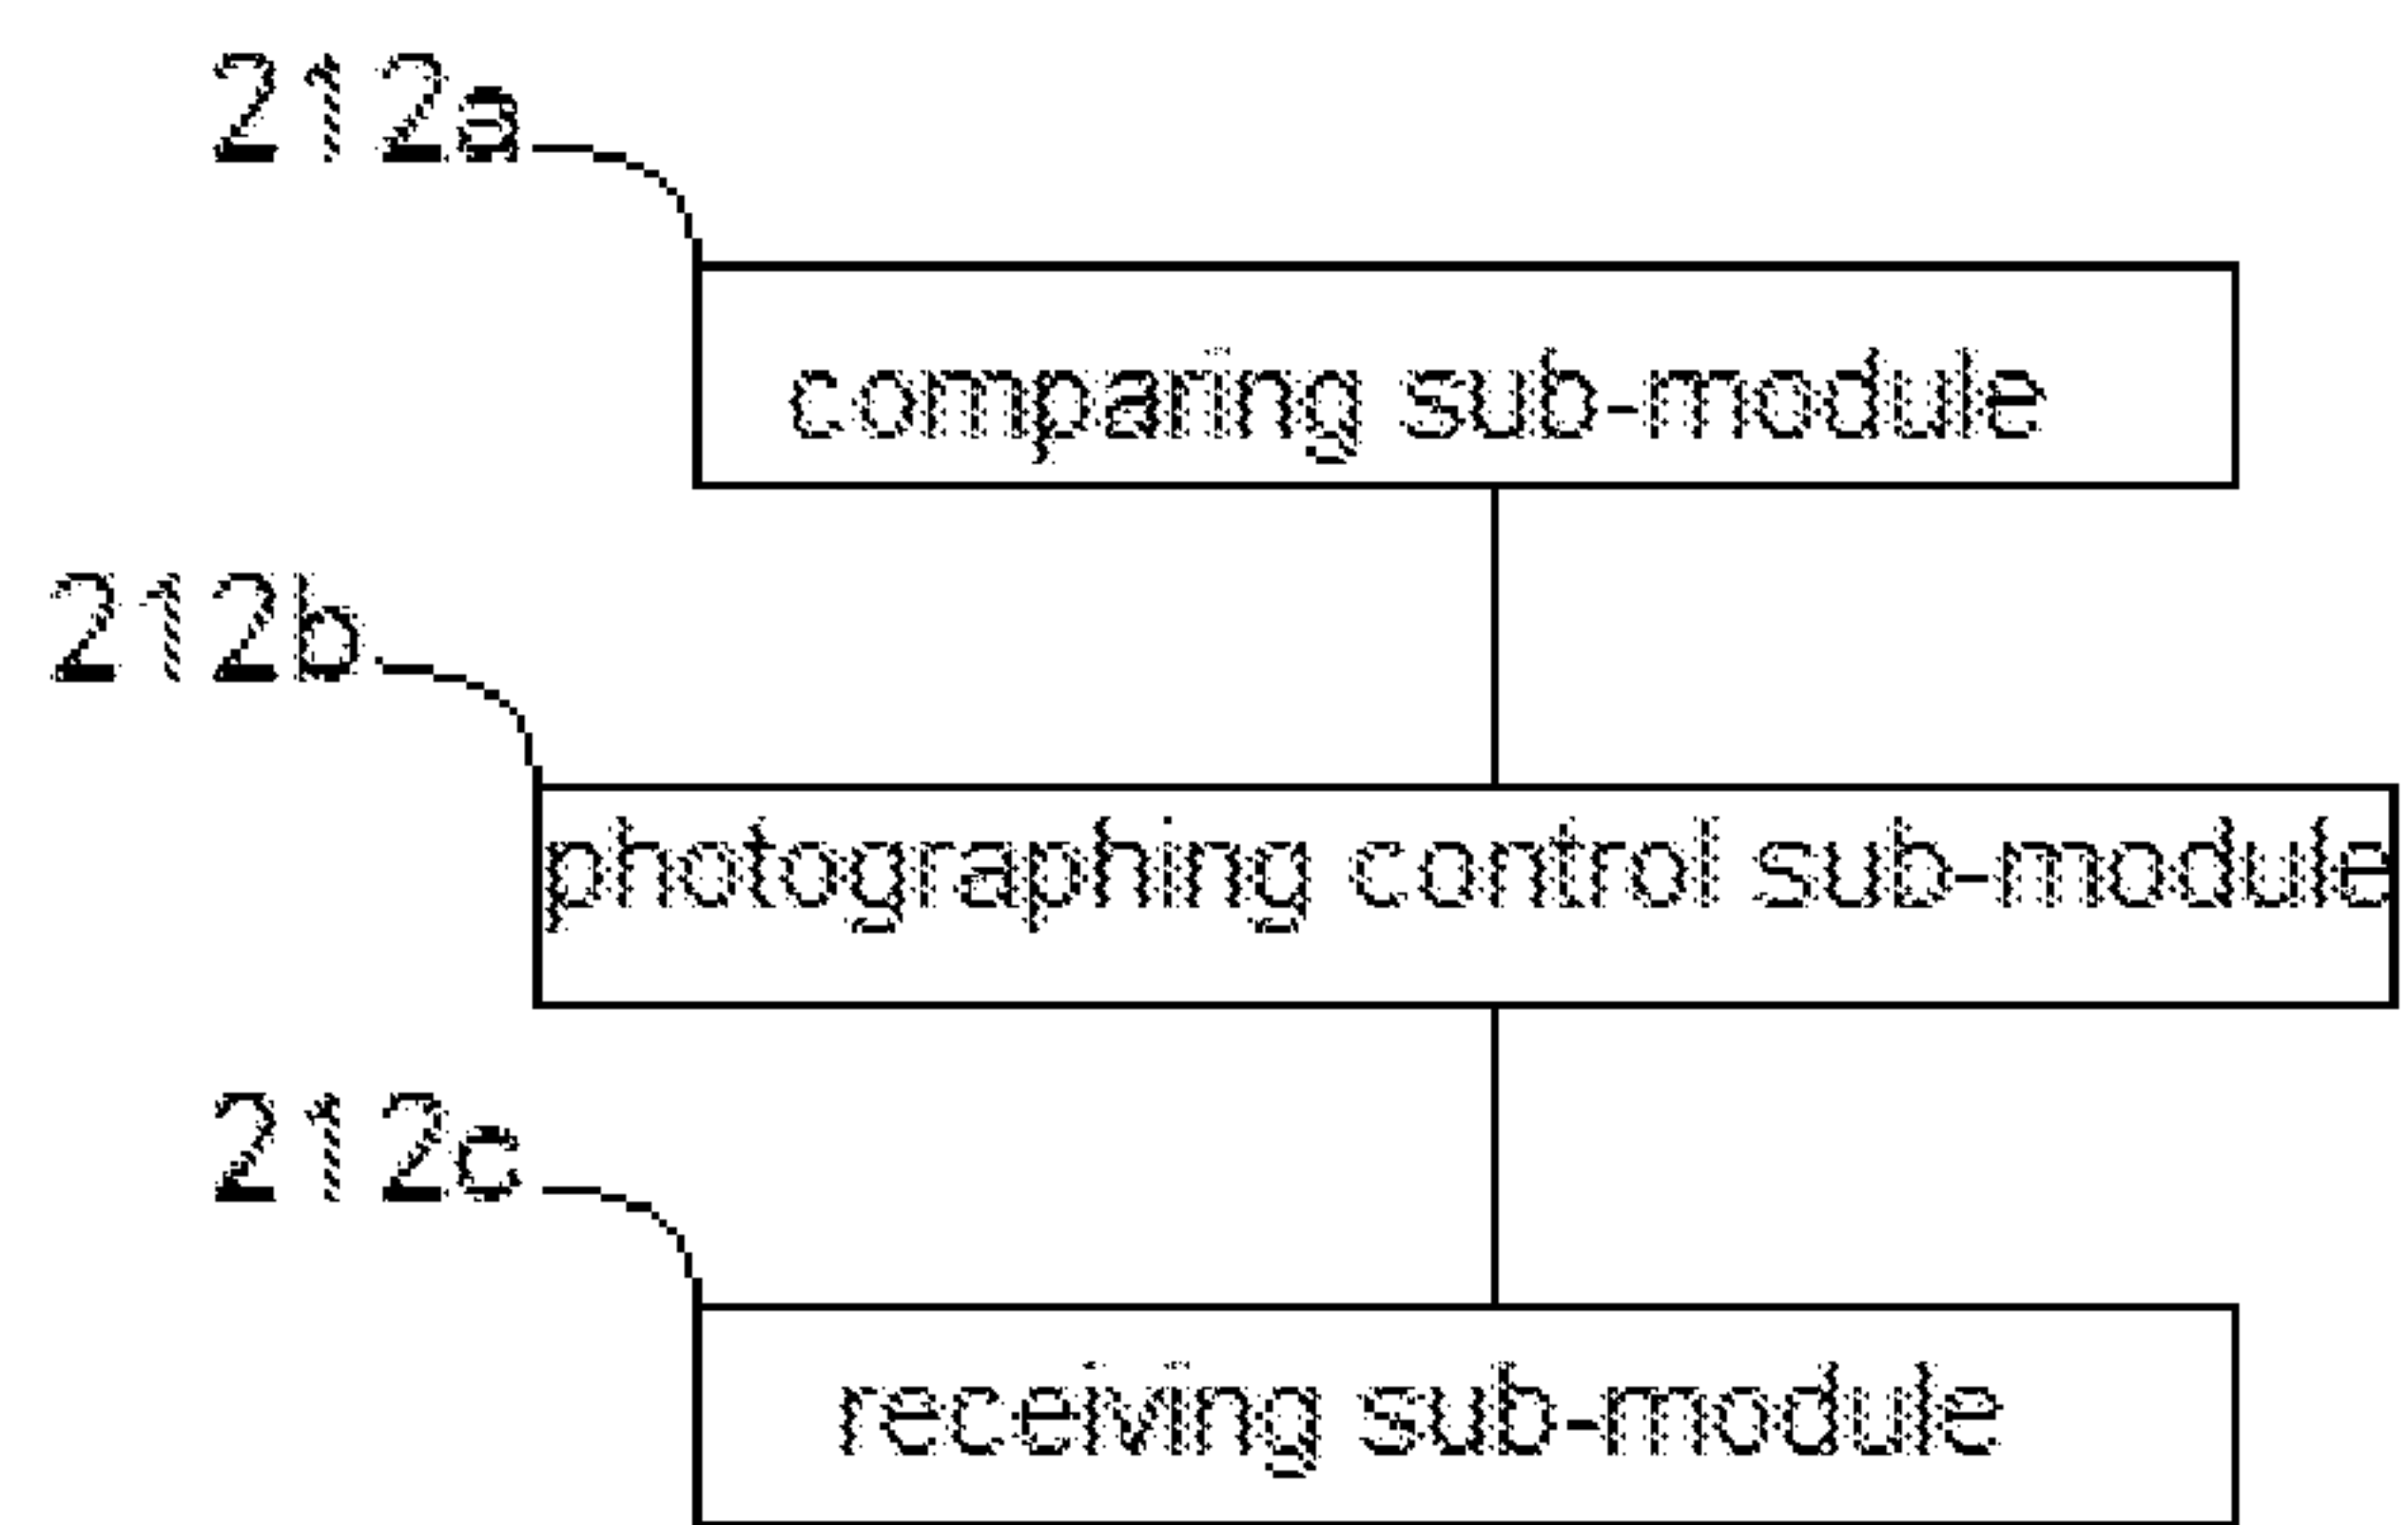 212a
comparing sub-module
212b
photographing control sub-module
212c
receiving sub-module